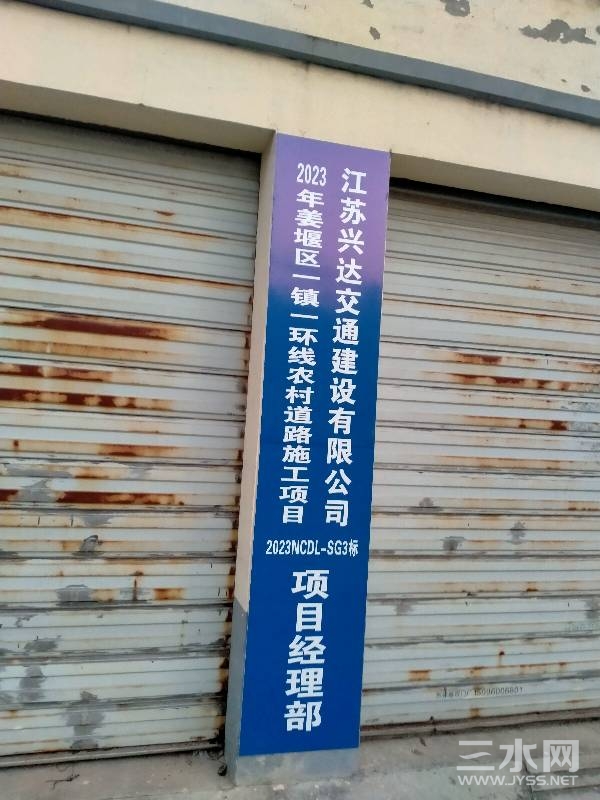 江苏兴达交通建设有限公司
2023年姜堰区一镇一环线农村道路施工项目
2023NCDL-SG3标
项目经理部
三水网
WWW.JYSS.NET